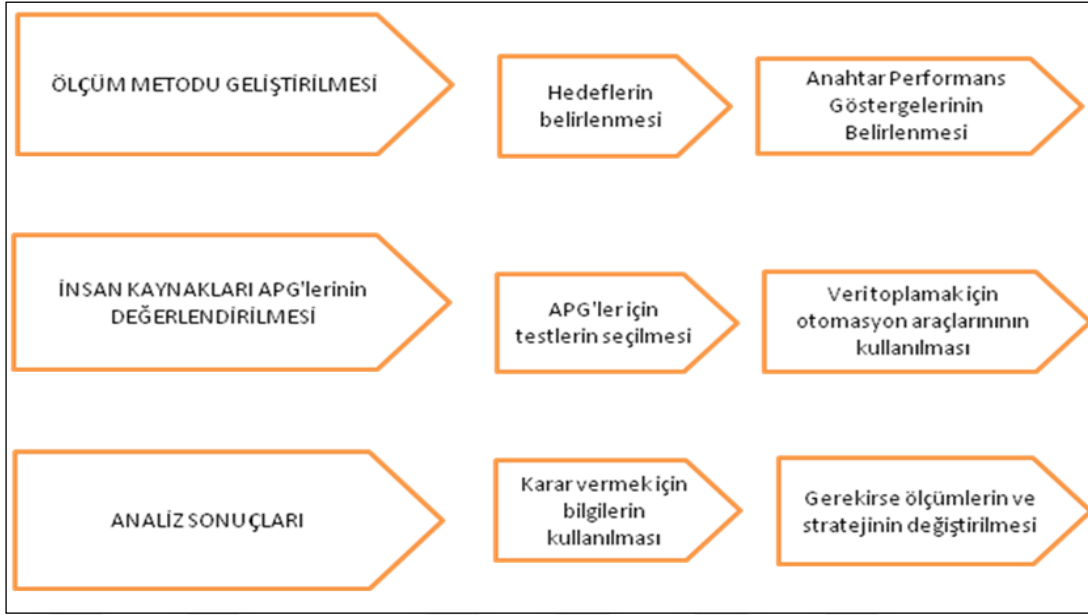 ÖLÇÜM METODU GELİŞTİRİLMESİ
Hedeflerin
belirlenmesi
Anahtar Performans
Göstergelerinin
Belirlenmesi
İNSAN KAYNAKLARI APG'lerinin
DEĞERLENDİRİLMESİ
APG'ler için
testlerin seçilmesi
Veri toplamak için
otomasyon araçlarınının
kullanılması
ANALİZ SONUÇLARI
Karar vermek için
bilgilerin
kullanılması
Gerekirse ölçümlerin ve
stratejinin değiştirilmesi